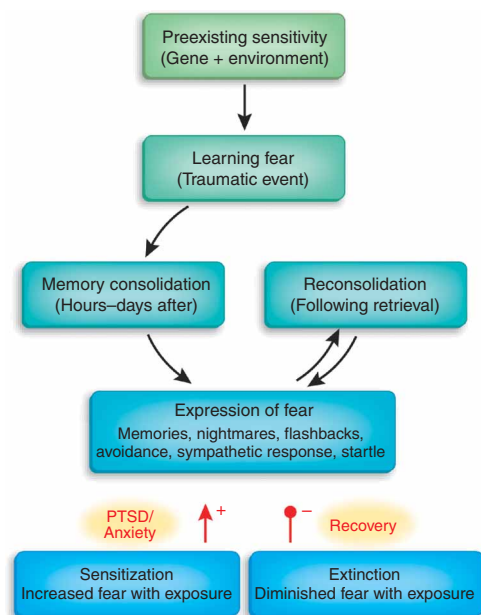 Preexisting sensitivity
(Gene + environment)
Learning fear
(Traumatic event)
Memory consolidation
(Hours–days after)
Reconsolidation
(Following retrieval)
Expression of fear
Memories, nightmares, flashbacks,
avoidance, sympathetic response, startle
PTSD/
Anxiety
+
–
Recovery
Sensitization
Increased fear with exposure
Extinction
Diminished fear with exposure